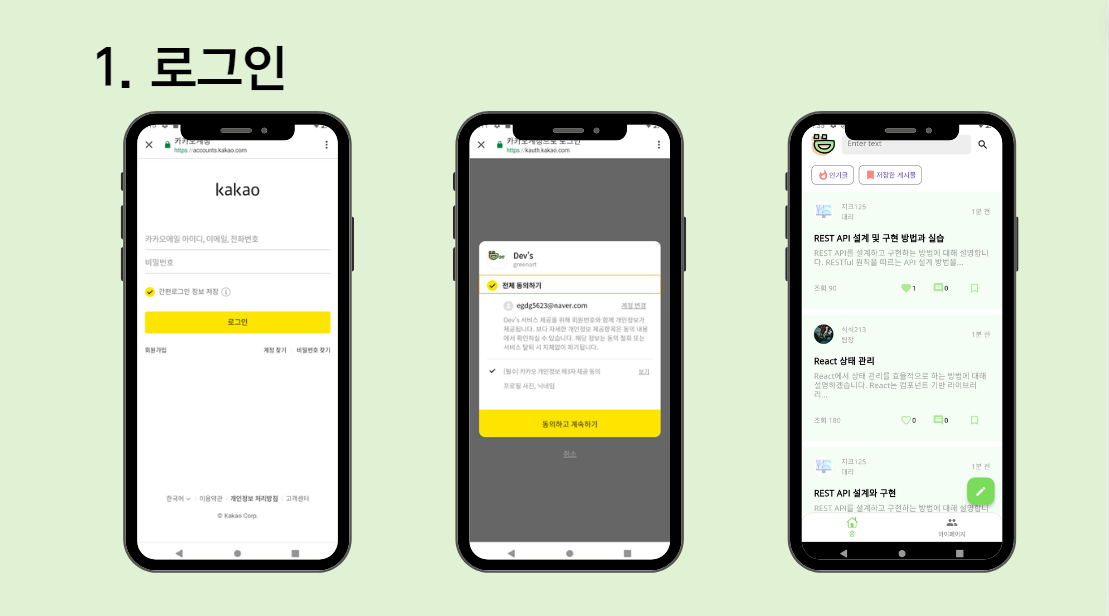 1. 로그인
https://accounts.kakao.com
kakao
카카오메일 아이디, 이메일, 전화번호
비밀번호
간편로그인 정보 저장
로그인
회원가입 계정 찾기 비밀번호 찾기
한국어 이용약관 개인정보 처리방침 고객센터
© Kakao Corp.
https://kauth.kakao.com
Dev's
greenart
전체 동의하기
egdg5623@naver.com 계정 변경
Dev's 서비스 제공을 위해 회원번호와 함께 개인정보가
제공됩니다. 보다 자세한 개인정보 제공항목은 동의 내용
에서 확인하실 수 있습니다. 해당 정보는 동의 철회 또는
서비스 탈퇴 시 지체없이 파기됩니다.
[필수] 카카오 개인정보 제3자 제공 동의 보기
프로필 사진, 닉네임
동의하고 계속하기
취소
Enter text
인기글 저장한 게시물
지크125
대리
1분 전
REST API 설계 및 구현 방법과 실습
REST API를 설계하고 구현하는 방법에 대해 설명합니
다. RESTful 원칙을 따르는 API 설계 방법을...
조회 90 1 0
식식213
팀장
1분 전
React 상태 관리
React에서 상태 관리를 효율적으로 하는 방법에 대해
설명하겠습니다. React는 컴포넌트 기반 라이브러
리...
조회 180 0 0
지크125
대리
1분 전
REST API 설계와 구현
REST API를 설계하고 구현하는 방법에 대해 설명합니
홈
마이페이지